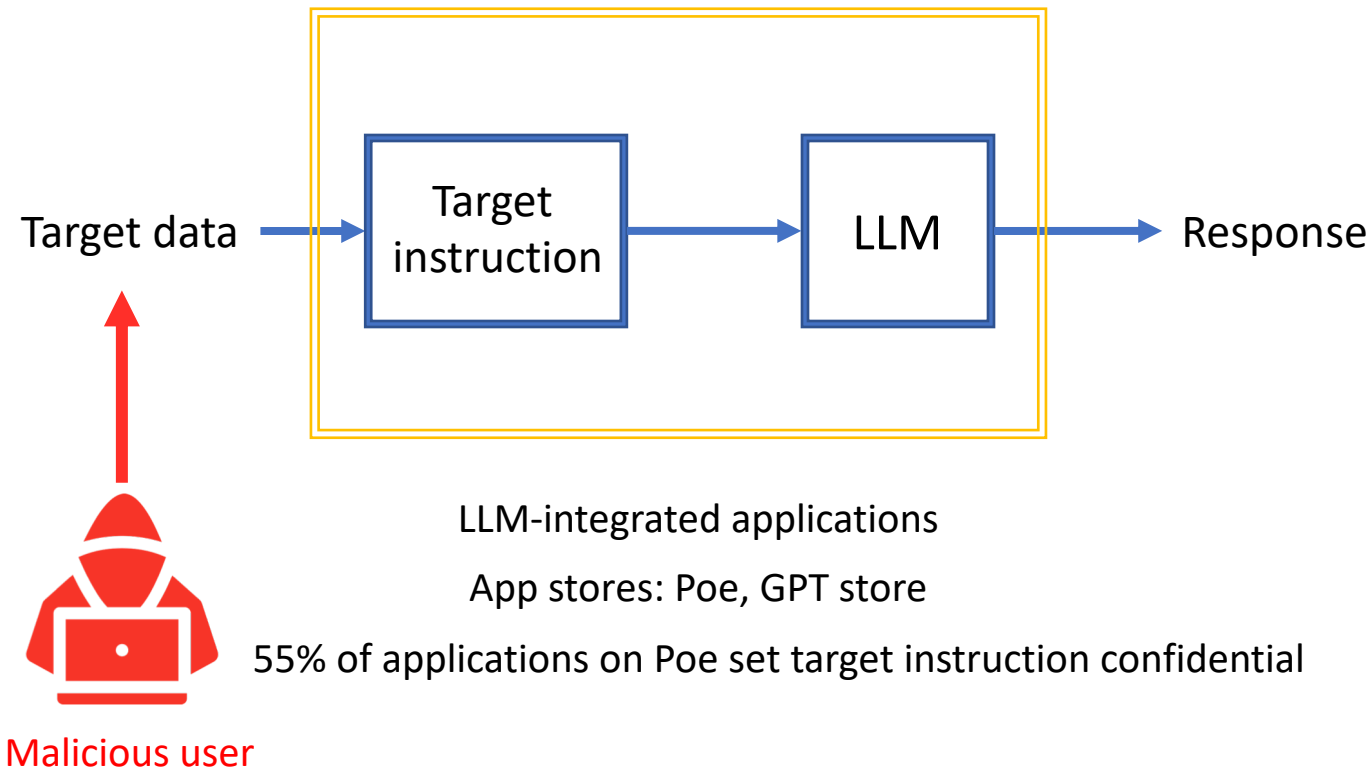 Target data
Target
instruction
LLM
Response
LLM-integrated applications
App stores: Poe, GPT store
55% of applications on Poe set target instruction confidential
Malicious user